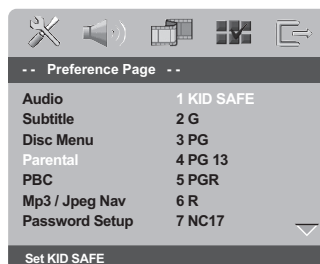 -- Preference Page --
Audio 1 KID SAFE
Subtitle 2 G
Disc Menu 3 PG
Parental 4 PG 13
PBC 5 PGR
Mp3 / Jpeg Nav 6 R
Password Setup 7 NC17
Set KID SAFE